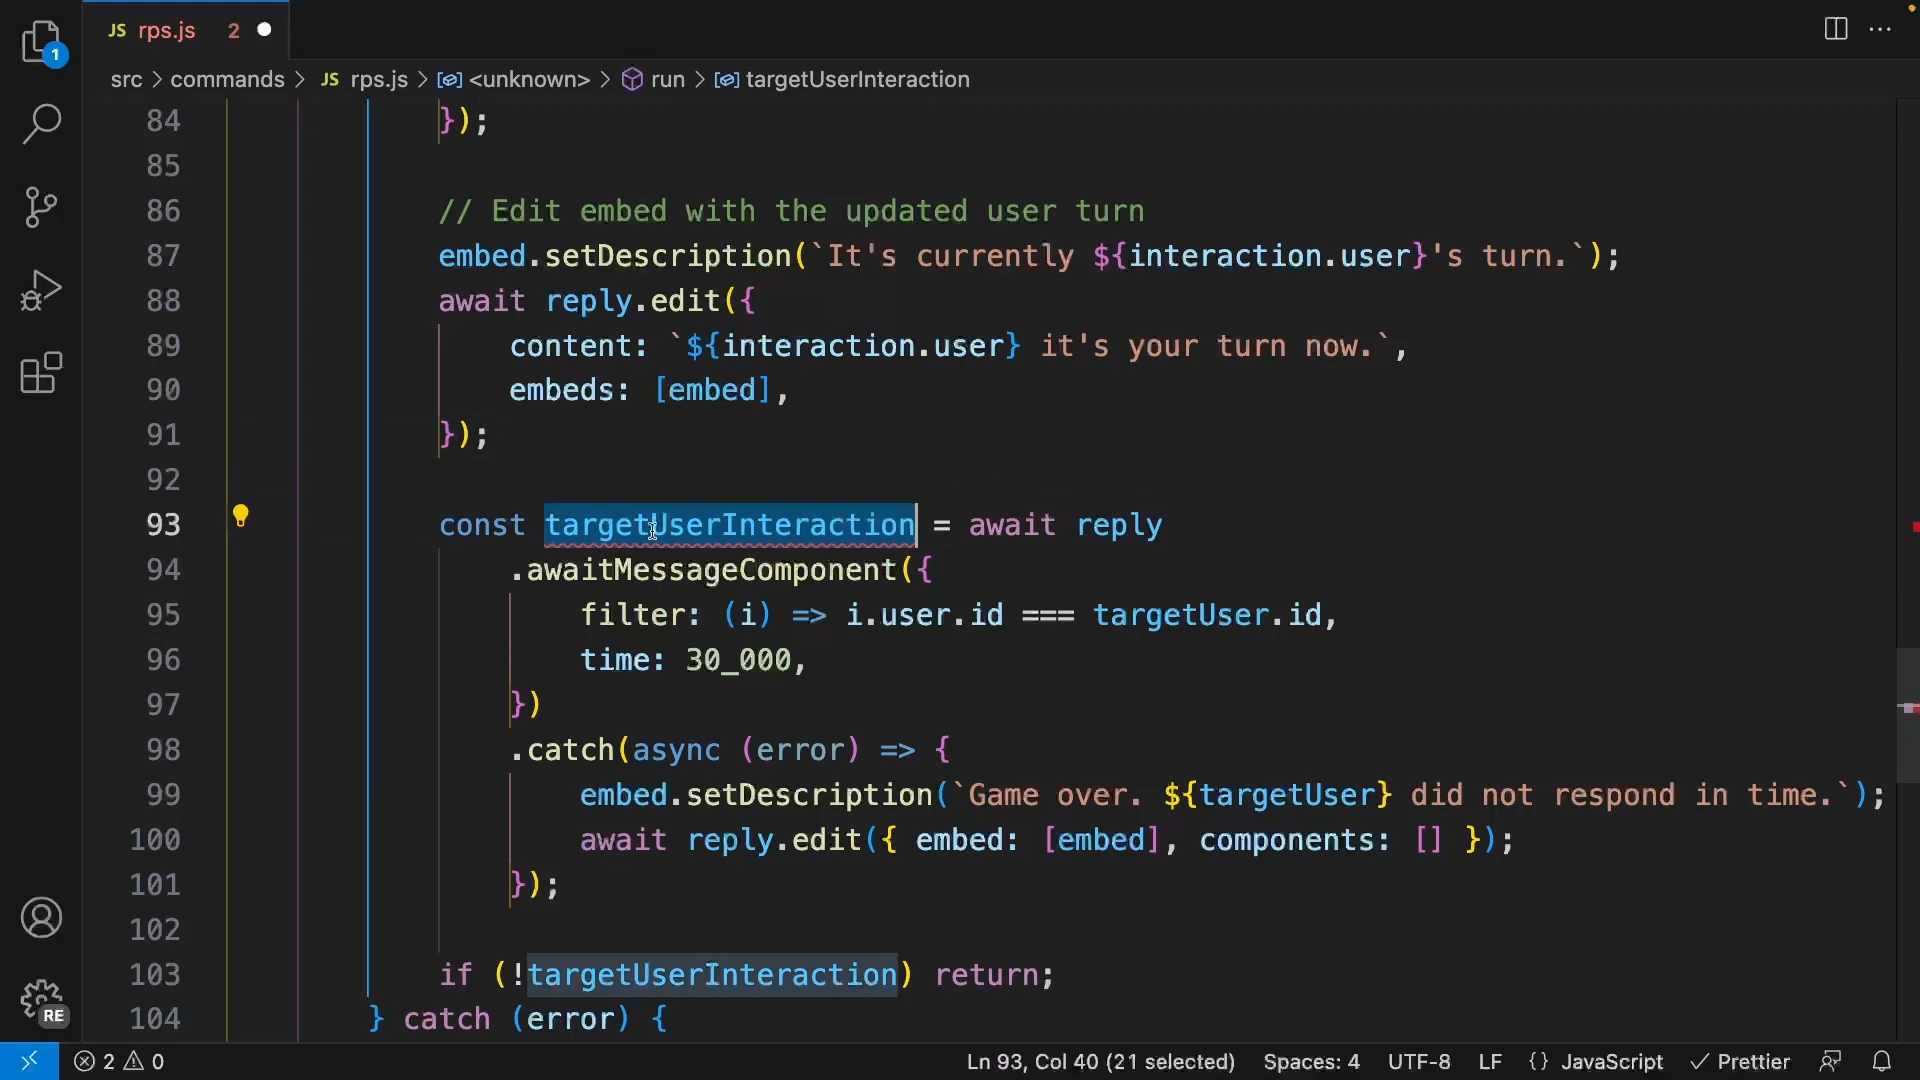 1
JS rps.js 2
src > commands > JS rps.js > <unknown> > run > targetUserInteraction
84 });
85
86 // Edit embed with the updated user turn
87 embed.setDescription(`It's currently ${interaction.user}'s turn.`);
88 await reply.edit({
89 content: `${interaction.user} it's your turn now.`,
90 embeds: [embed],
91 });
92
93 const targetUserInteraction = await reply
94 .awaitMessageComponent({
95 filter: (i) => i.user.id === targetUser.id,
96 time: 30_000,
97 })
98 .catch(async (error) => {
99 embed.setDescription(`Game over. ${targetUser} did not respond in time.`);
100 await reply.edit({ embed: [embed], components: [] });
101 });
102
103 if (!targetUserInteraction) return;
104 } catch (error) {
RE
2 0 Ln 93, Col 40 (21 selected) Spaces: 4 UTF-8 LF {} JavaScript Prettier